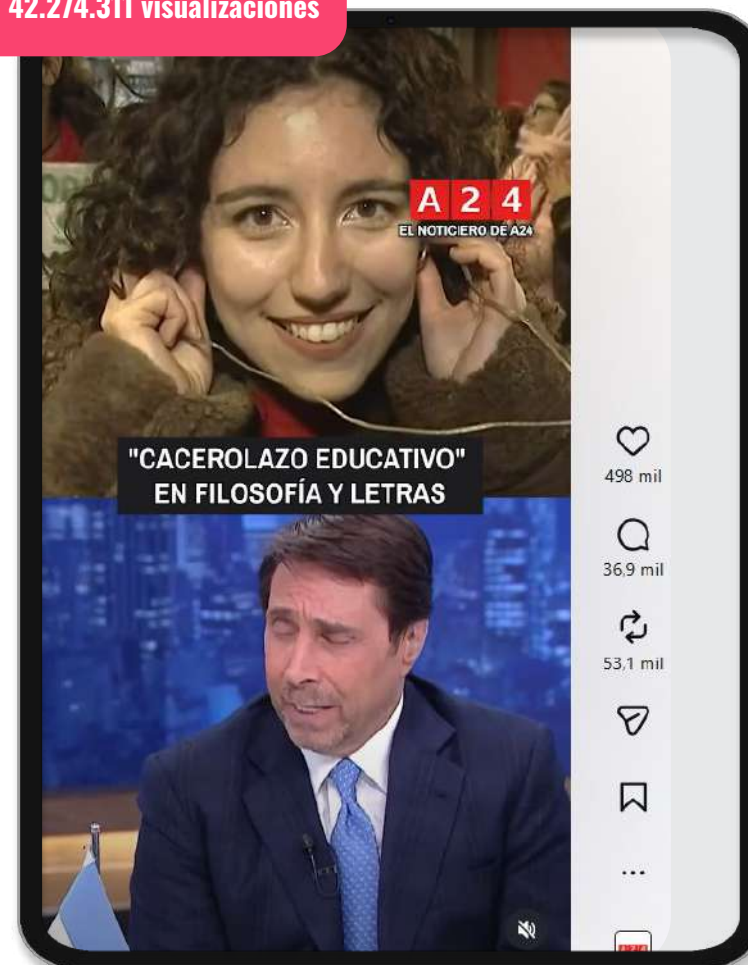 42.274.311 visualizaciones
A 2 4
EL NOTICIERO DE A24
"CACEROLAZO EDUCATIVO"
EN FILOSOFÍA Y LETRAS
498 mil
36,9 mil
53,1 mil
A24